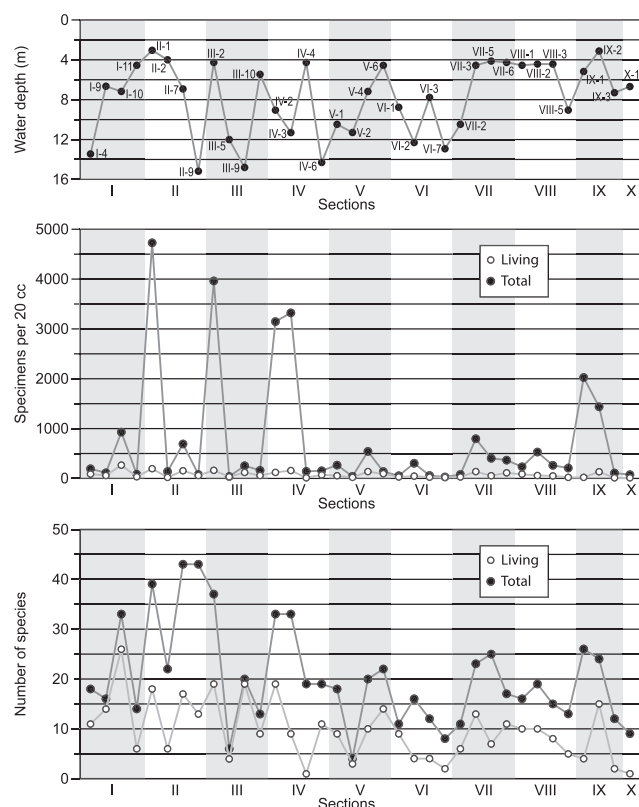 0
4
8
12
16
Water depth (m)
I-4
I-9
I-10
I-11
II-1
II-2
II-7
II-9
III-2
III-5
III-9
III-10
IV-2
IV-3
IV-4
IV-6
V-1
V-2
V-4
V-6
VI-1
VI-2
VI-3
VI-7
VII-2
VII-3
VII-5
VII-6
VIII-1
VIII-2
VIII-3
VIII-5
IX-1
IX-2
IX-3
X-1
I II III IV V VI VII VIII IX X
Sections
5000
4000
3000
2000
1000
0
Specimens per 20 cc
Living
Total
I II III IV V VI VII VIII IX X
Sections
50
40
30
20
10
0
Number of species
Living
Total
I II III IV V VI VII VIII IX X
Sections